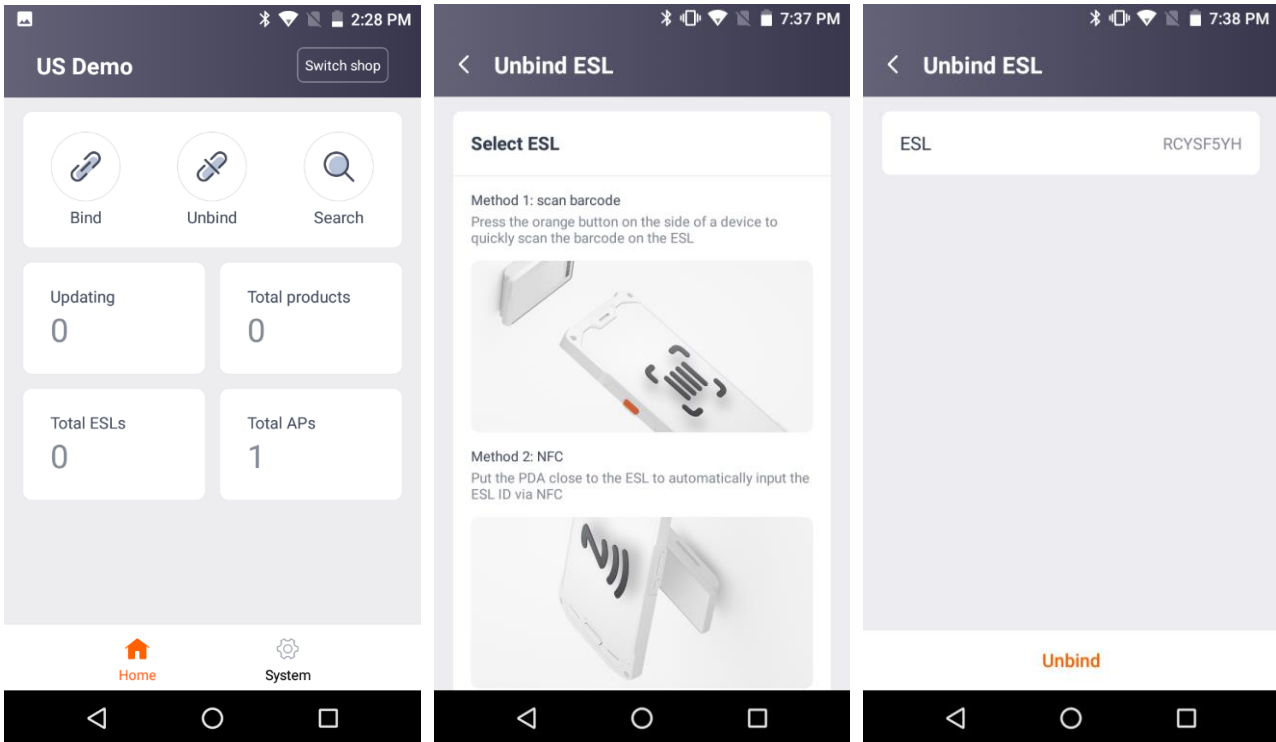 2:28 PM
US Demo
Switch shop
Bind
Unbind
Search
Updating
0
Total products
0
Total ESLs
0
Total APs
1
Home
System
7:37 PM
Unbind ESL
Select ESL
Method 1: scan barcode
Press the orange button on the side of a device to
quickly scan the barcode on the ESL
Method 2: NFC
Put the PDA close to the ESL to automatically input the
ESL ID via NFC
7:38 PM
Unbind ESL
ESL
RCYSF5YH
Unbind